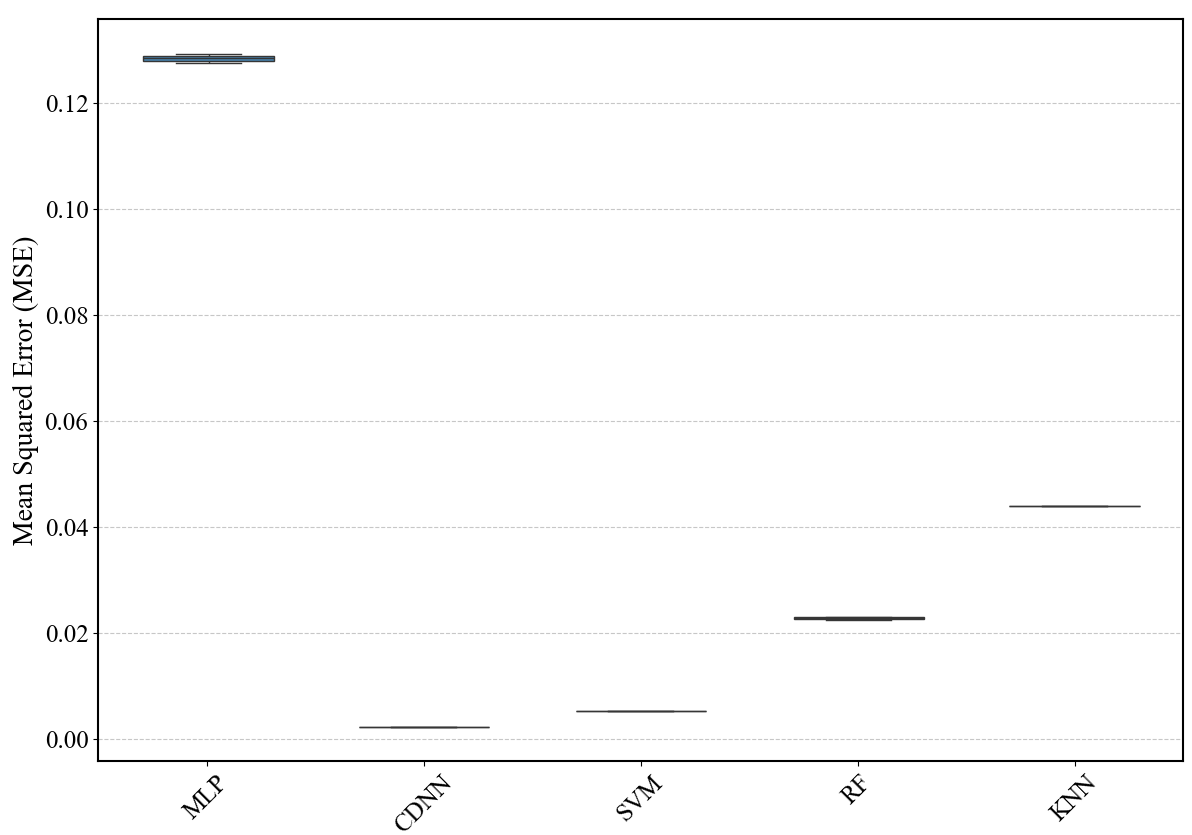 Mean Squared Error (MSE)
0.12
0.10
0.08
0.06
0.04
0.02
0.00
MLP
CDNN
SVM
RF
KNN